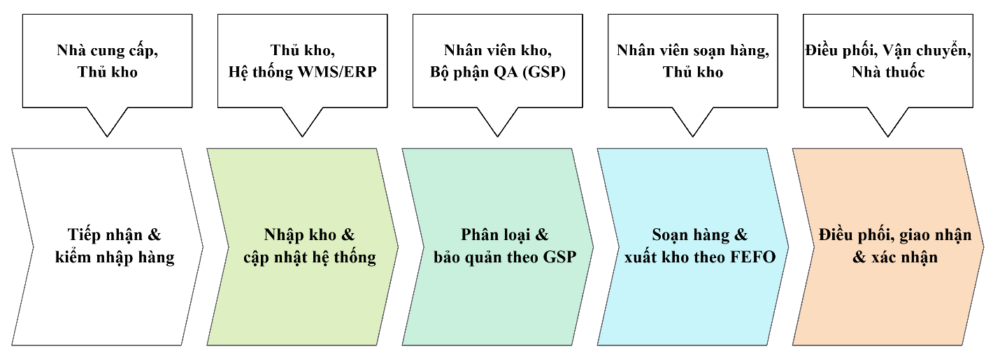 Nhà cung cấp,
Thủ kho
Thủ kho,
Hệ thống WMS/ERP
Nhân viên kho,
Bộ phận QA (GSP)
Nhân viên soạn hàng,
Thủ kho
Điều phối, Vận chuyển,
Nhà thuốc
Tiếp nhận &
kiểm nhập hàng
Nhập kho &
cập nhật hệ thống
Phân loại &
bảo quản theo GSP
Soạn hàng &
xuất kho theo FEFO
Điều phối, giao nhận
& xác nhận